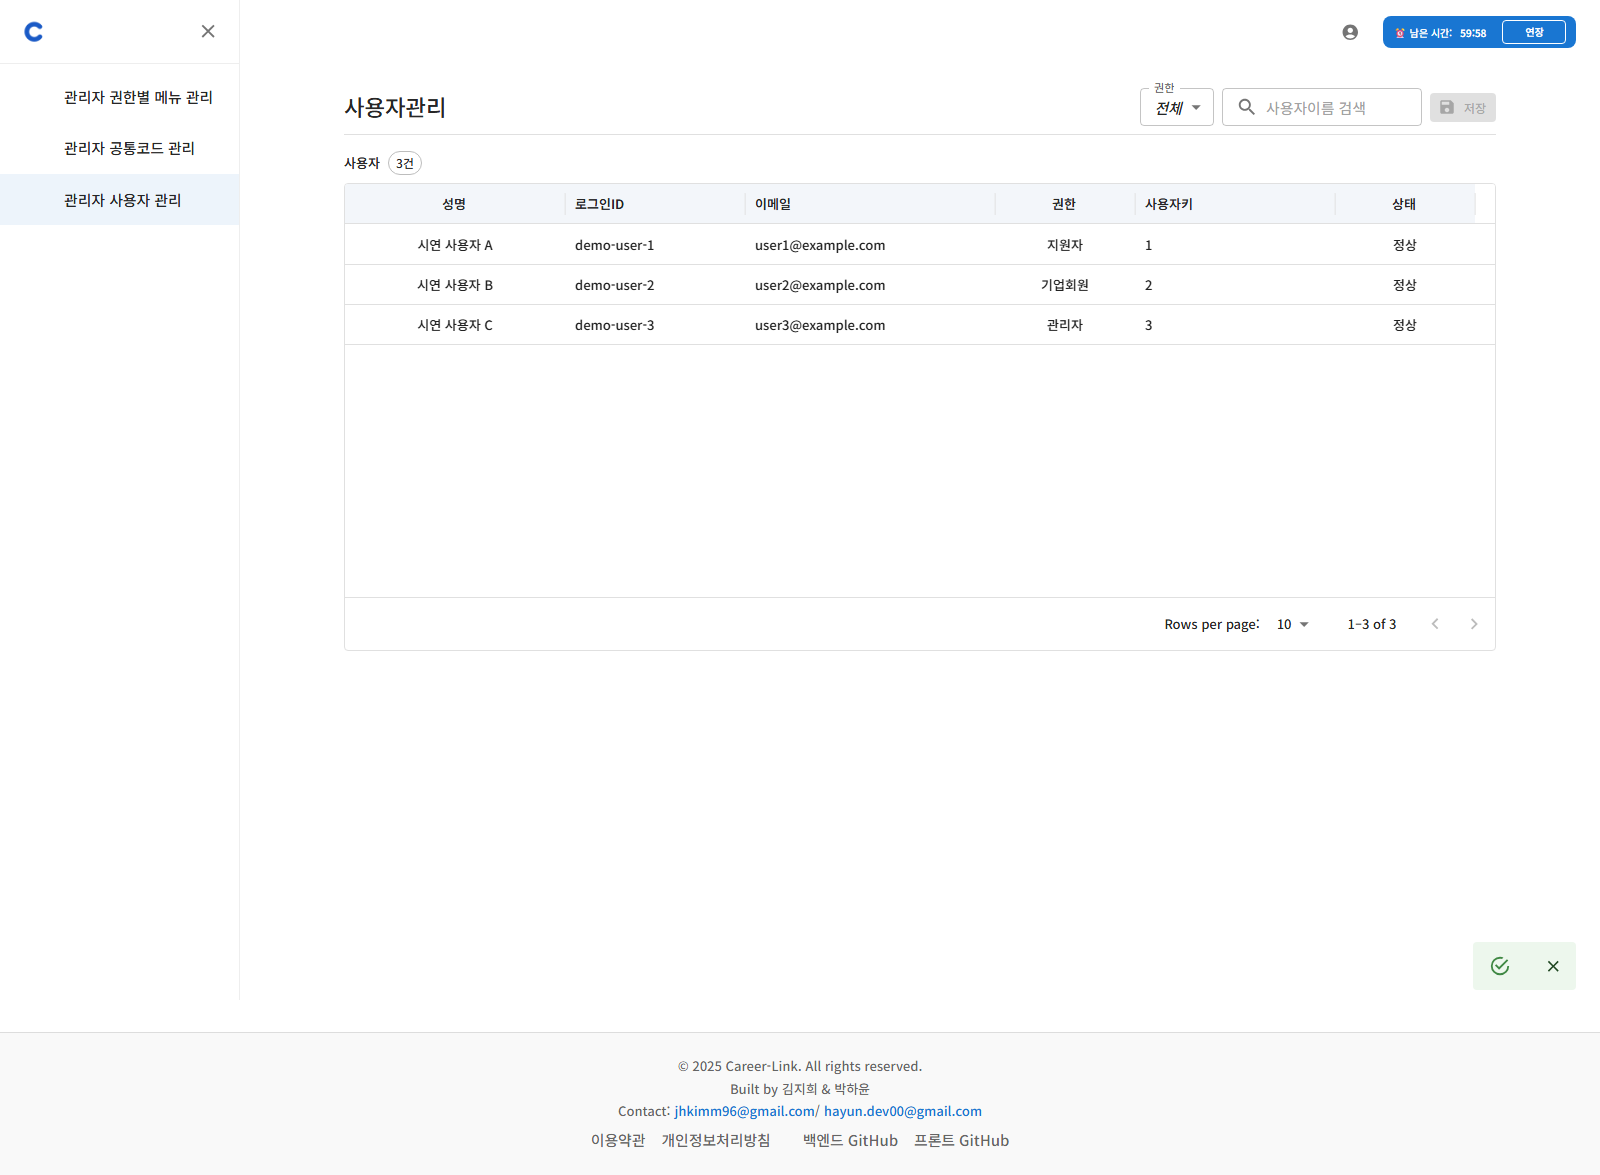 C
남은 시간: 59:58 연장
관리자 권한별 메뉴 관리
관리자 공통코드 관리
관리자 사용자 관리
사용자관리
권한
전체
사용자이름 검색
저장
사용자 3건
성명 로그인ID 이메일 권한 사용자키 상태
시연 사용자 A demo-user-1 user1@example.com 지원자 1 정상
시연 사용자 B demo-user-2 user2@example.com 기업회원 2 정상
시연 사용자 C demo-user-3 user3@example.com 관리자 3 정상
Rows per page: 10 1–3 of 3
© 2025 Career-Link. All rights reserved.
Built by 김지희 & 박하윤
Contact: jhkimm96@gmail.com/ hayun.dev00@gmail.com
이용약관 개인정보처리방침 백엔드 GitHub 프론트 GitHub